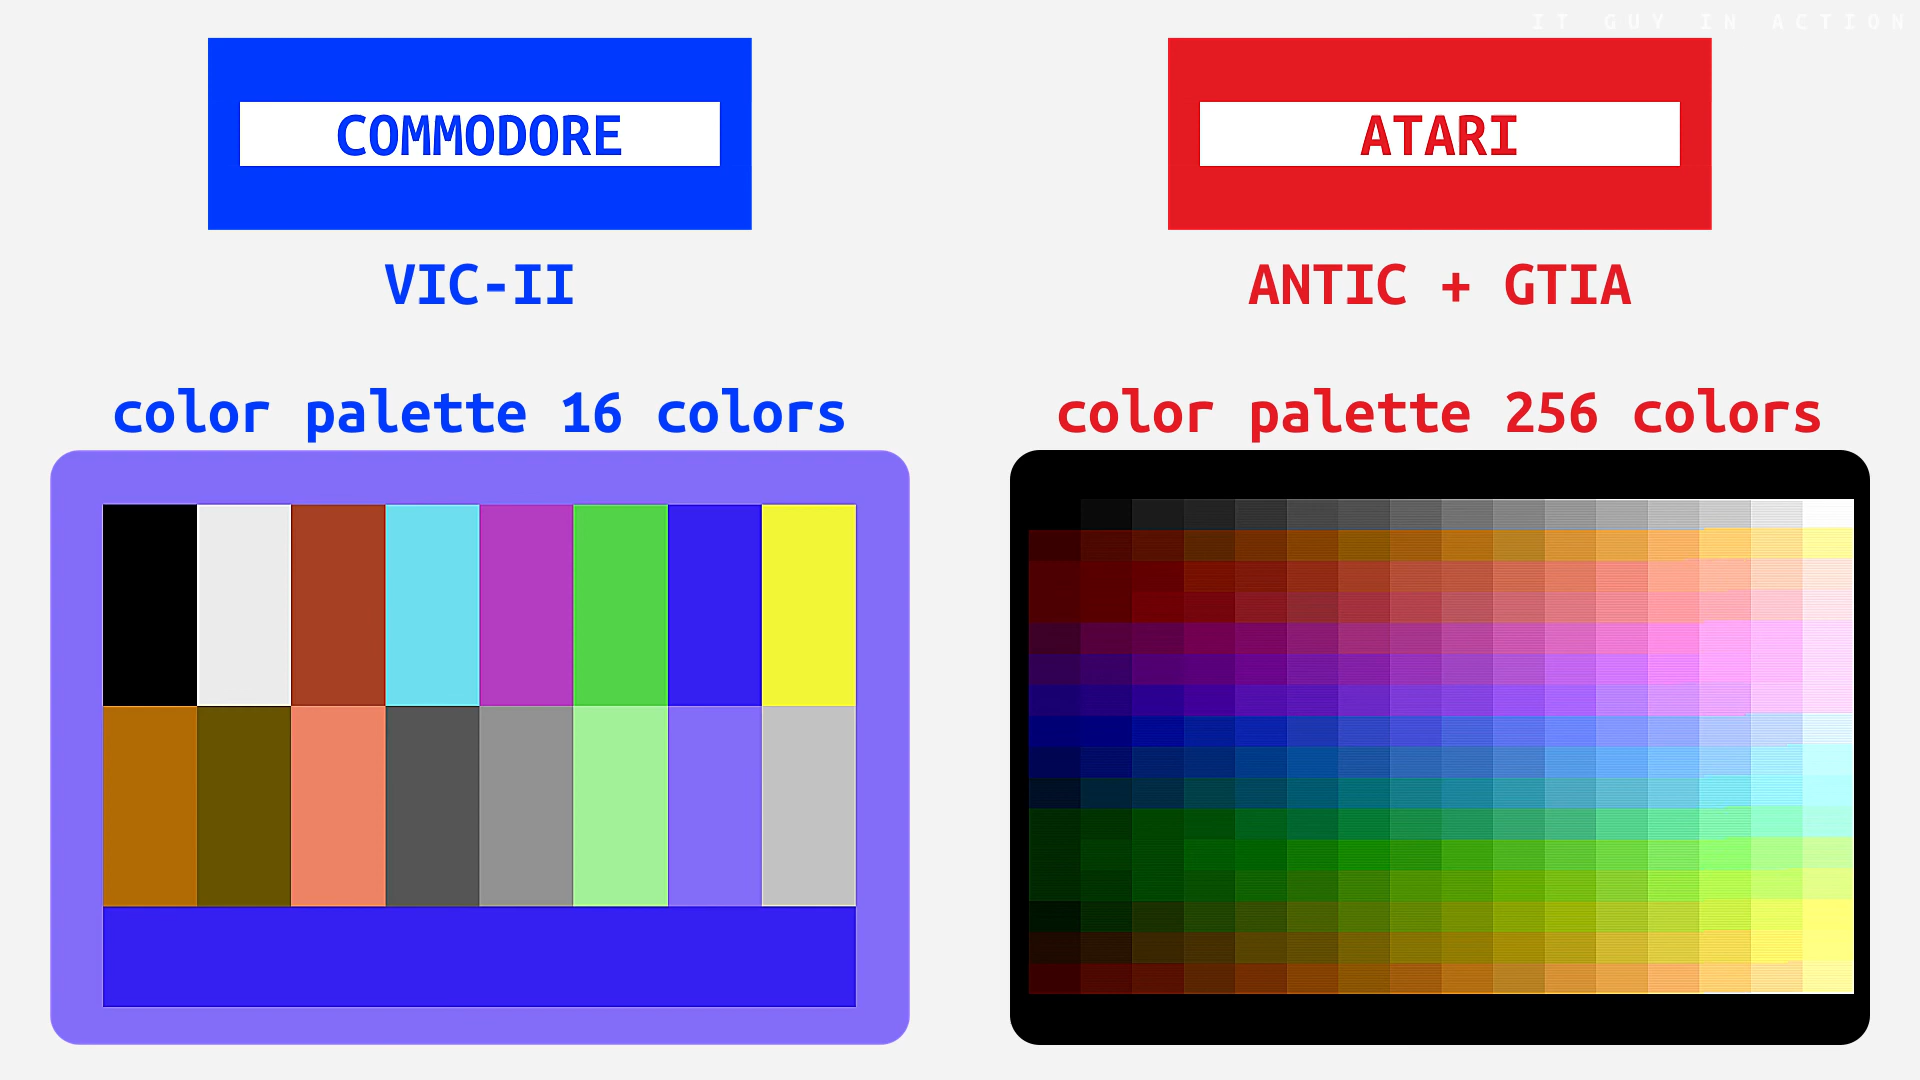 IT GUY IN ACTION
COMMODORE
VIC-II
color palette 16 colors
ATARI
ANTIC + GTIA
color palette 256 colors